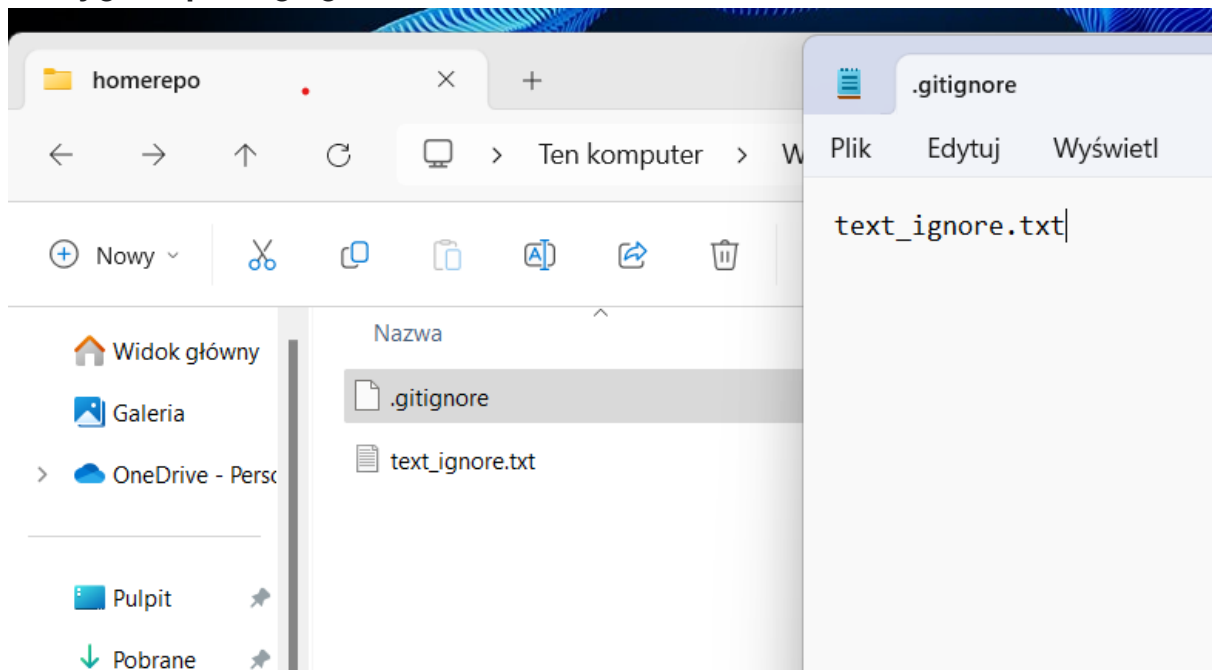 homerepo
.gitignore
Ten komputer > W
Plik Edytuj Wyświetl
text_ignore.txt
Nowy
Nazwa
Widok główny
.gitignore
Galeria
text_ignore.txt
OneDrive - Perso
Pulpit
Pobrane